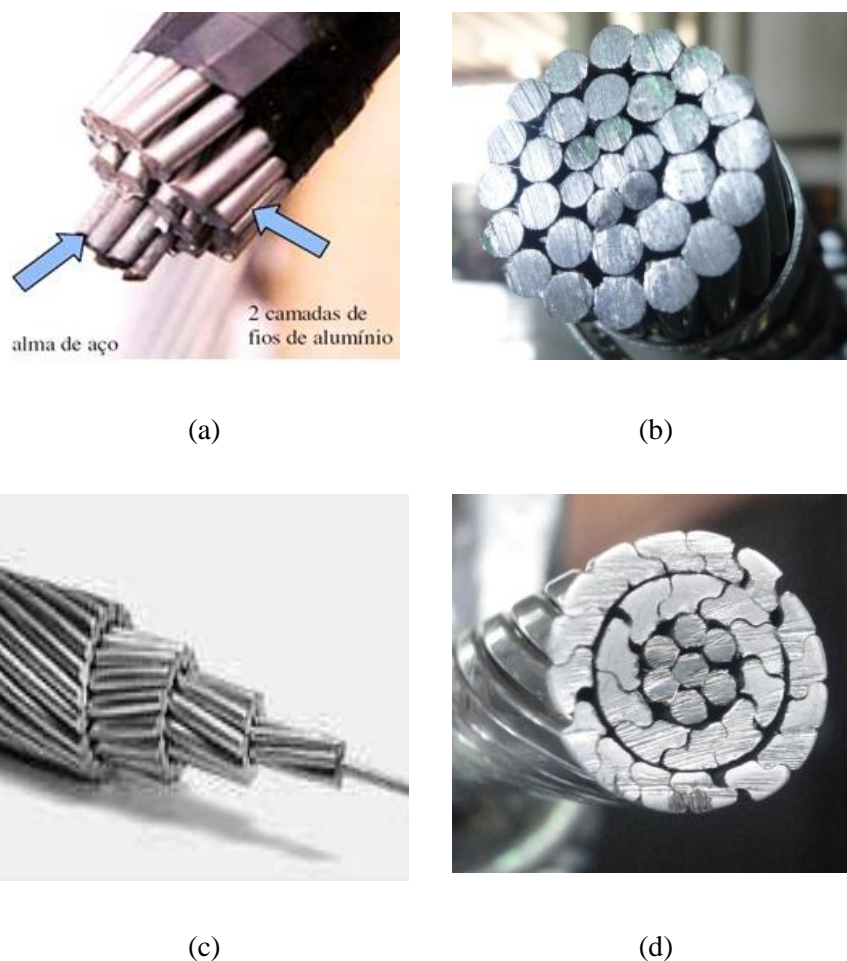 2 camadas de
fios de alumínio
alma de aço
(a)
(b)
(c)
(d)